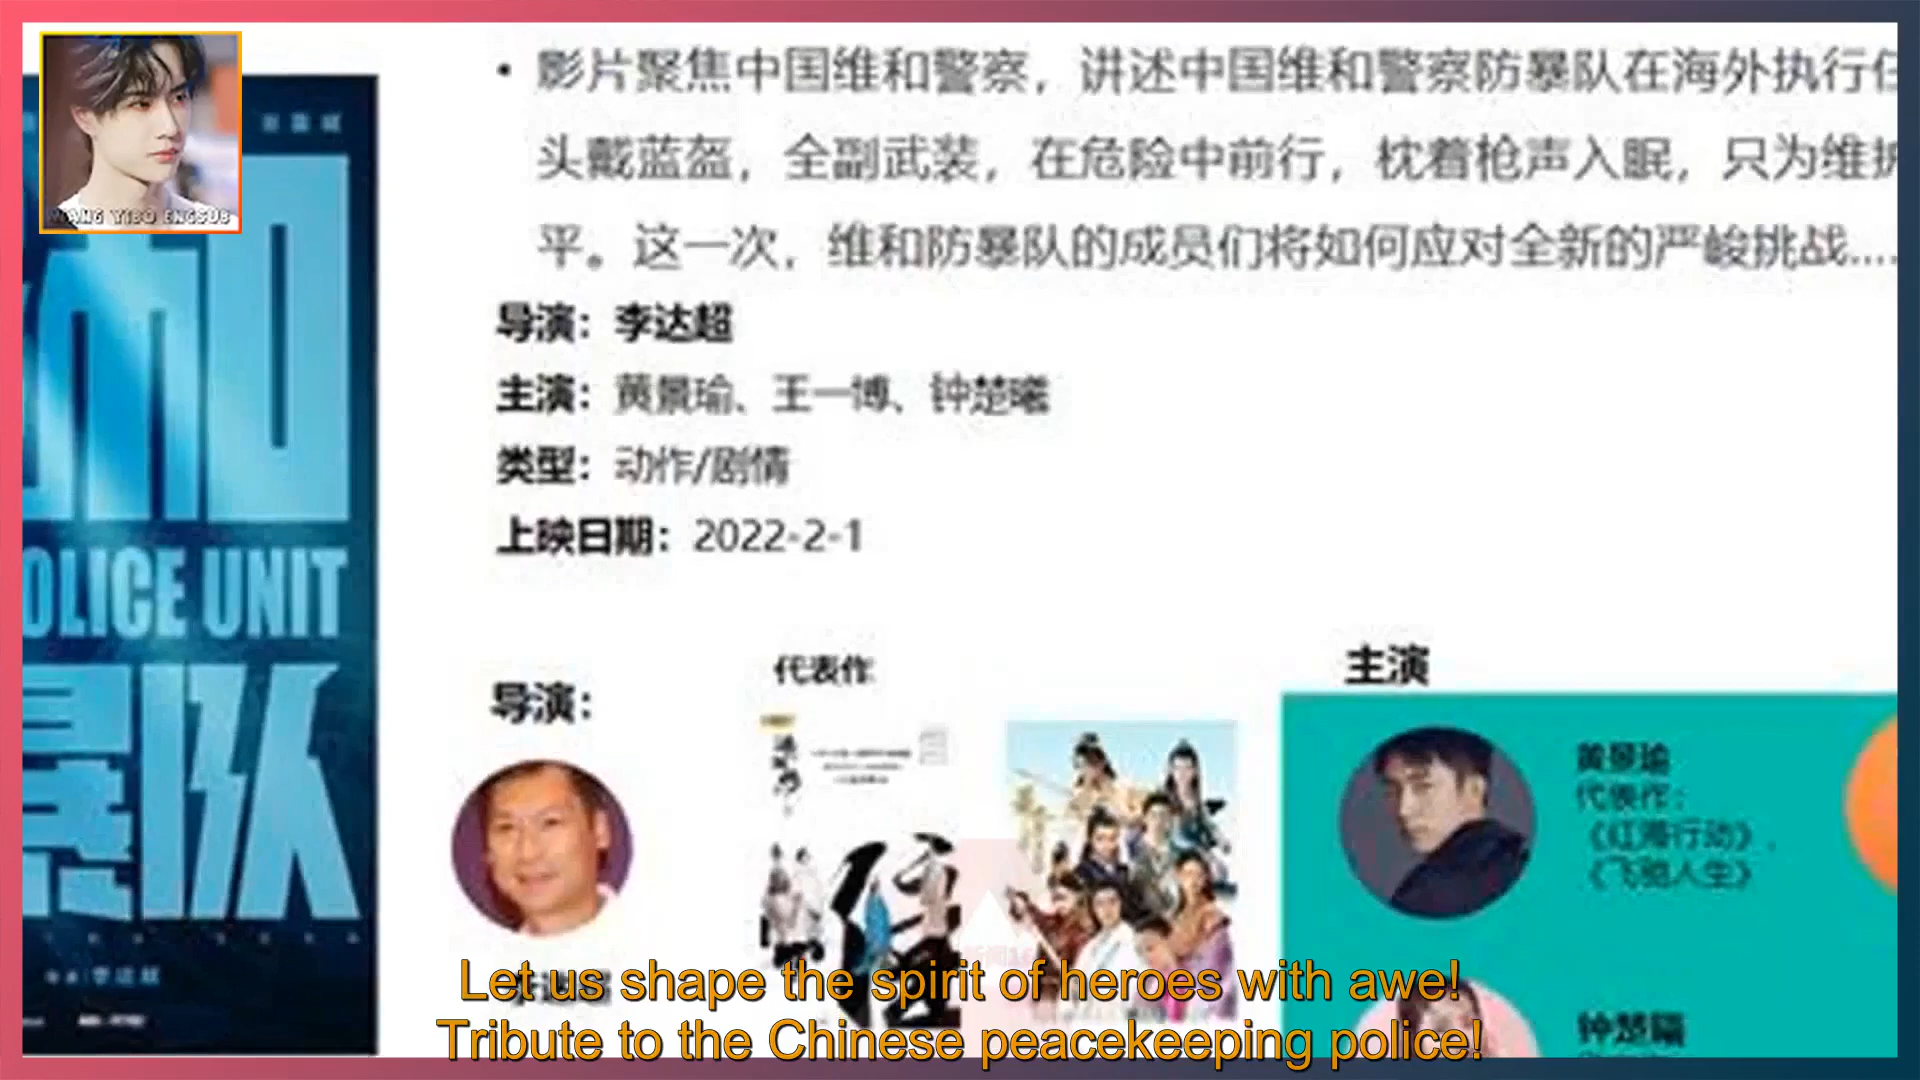 WANG YIBO ENGSUB
• 影片聚焦中国维和警察，讲述中国维和警察防暴队在海外执行
头戴蓝盔，全副武装，在危险中前行，枕着枪声入眠，只为维护
平。这一次，维和防暴队的成员们将如何应对全新的严峻挑战....
导演：李达超
主演：黄景瑜、王一博、钟楚曦
类型：动作/剧情
上映日期：2022-2-1
和
OLICE UNIT
暴队
导演：
代表作
主演
黄景瑜
代表作：
《红海行动》、
《飞驰人生》
钟楚曦
Let us shape the spirit of heroes with awe!
Tribute to the Chinese peacekeeping police!